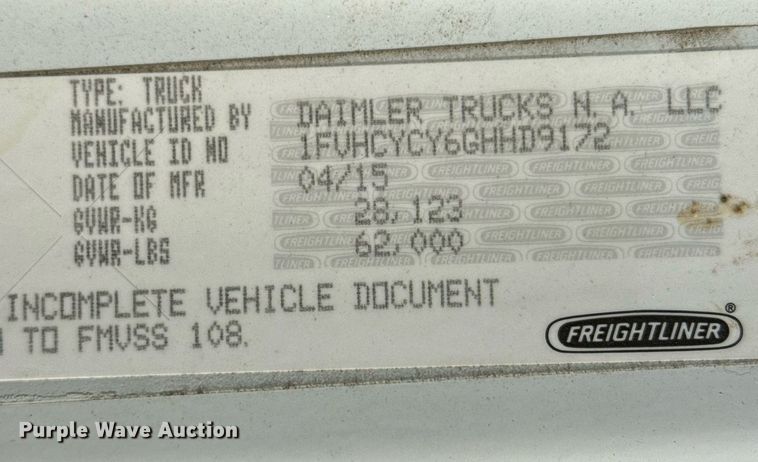 TYPE: TRUCK
MANUFACTURED BY DAIMLER TRUCKS N. A. LLC
VEHICLE ID NO 1FVHCYCY6GHHD9172
DATE OF MFR 04/15
GVWR-KG 28,123
GVWR-LBS 62,000
INCOMPLETE VEHICLE DOCUMENT
TO FMVSS 108.
FREIGHTLINER®
Purple Wave Auction